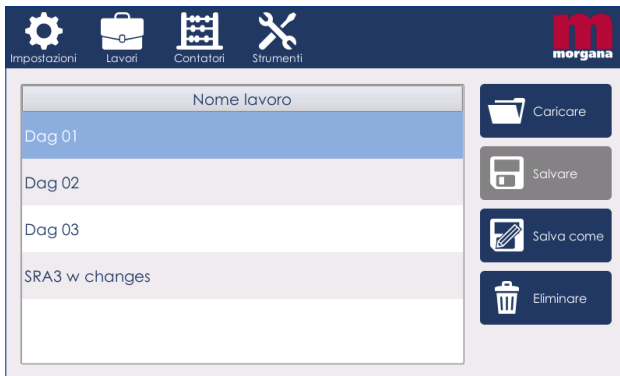 Impostazioni Lavori Contatori Strumenti
morgana
Nome lavoro
Dag 01
Dag 02
Dag 03
SRA3 w changes
Caricare
Salvare
Salva come
Eliminare